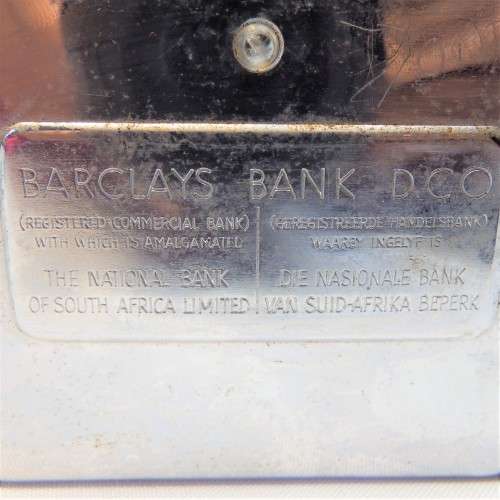 BARCLAYS BANK D.C.O
(REGISTERED COMMERCIAL BANK)
WITH WHICH IS AMALGAMATED
THE NATIONAL BANK
OF SOUTH AFRICA LIMITED
(GEREGISTREERDE HANDELSBANK)
WAARBY INGELYF IS
DIE NASIONALE BANK
VAN SUID-AFRIKA BEPERK